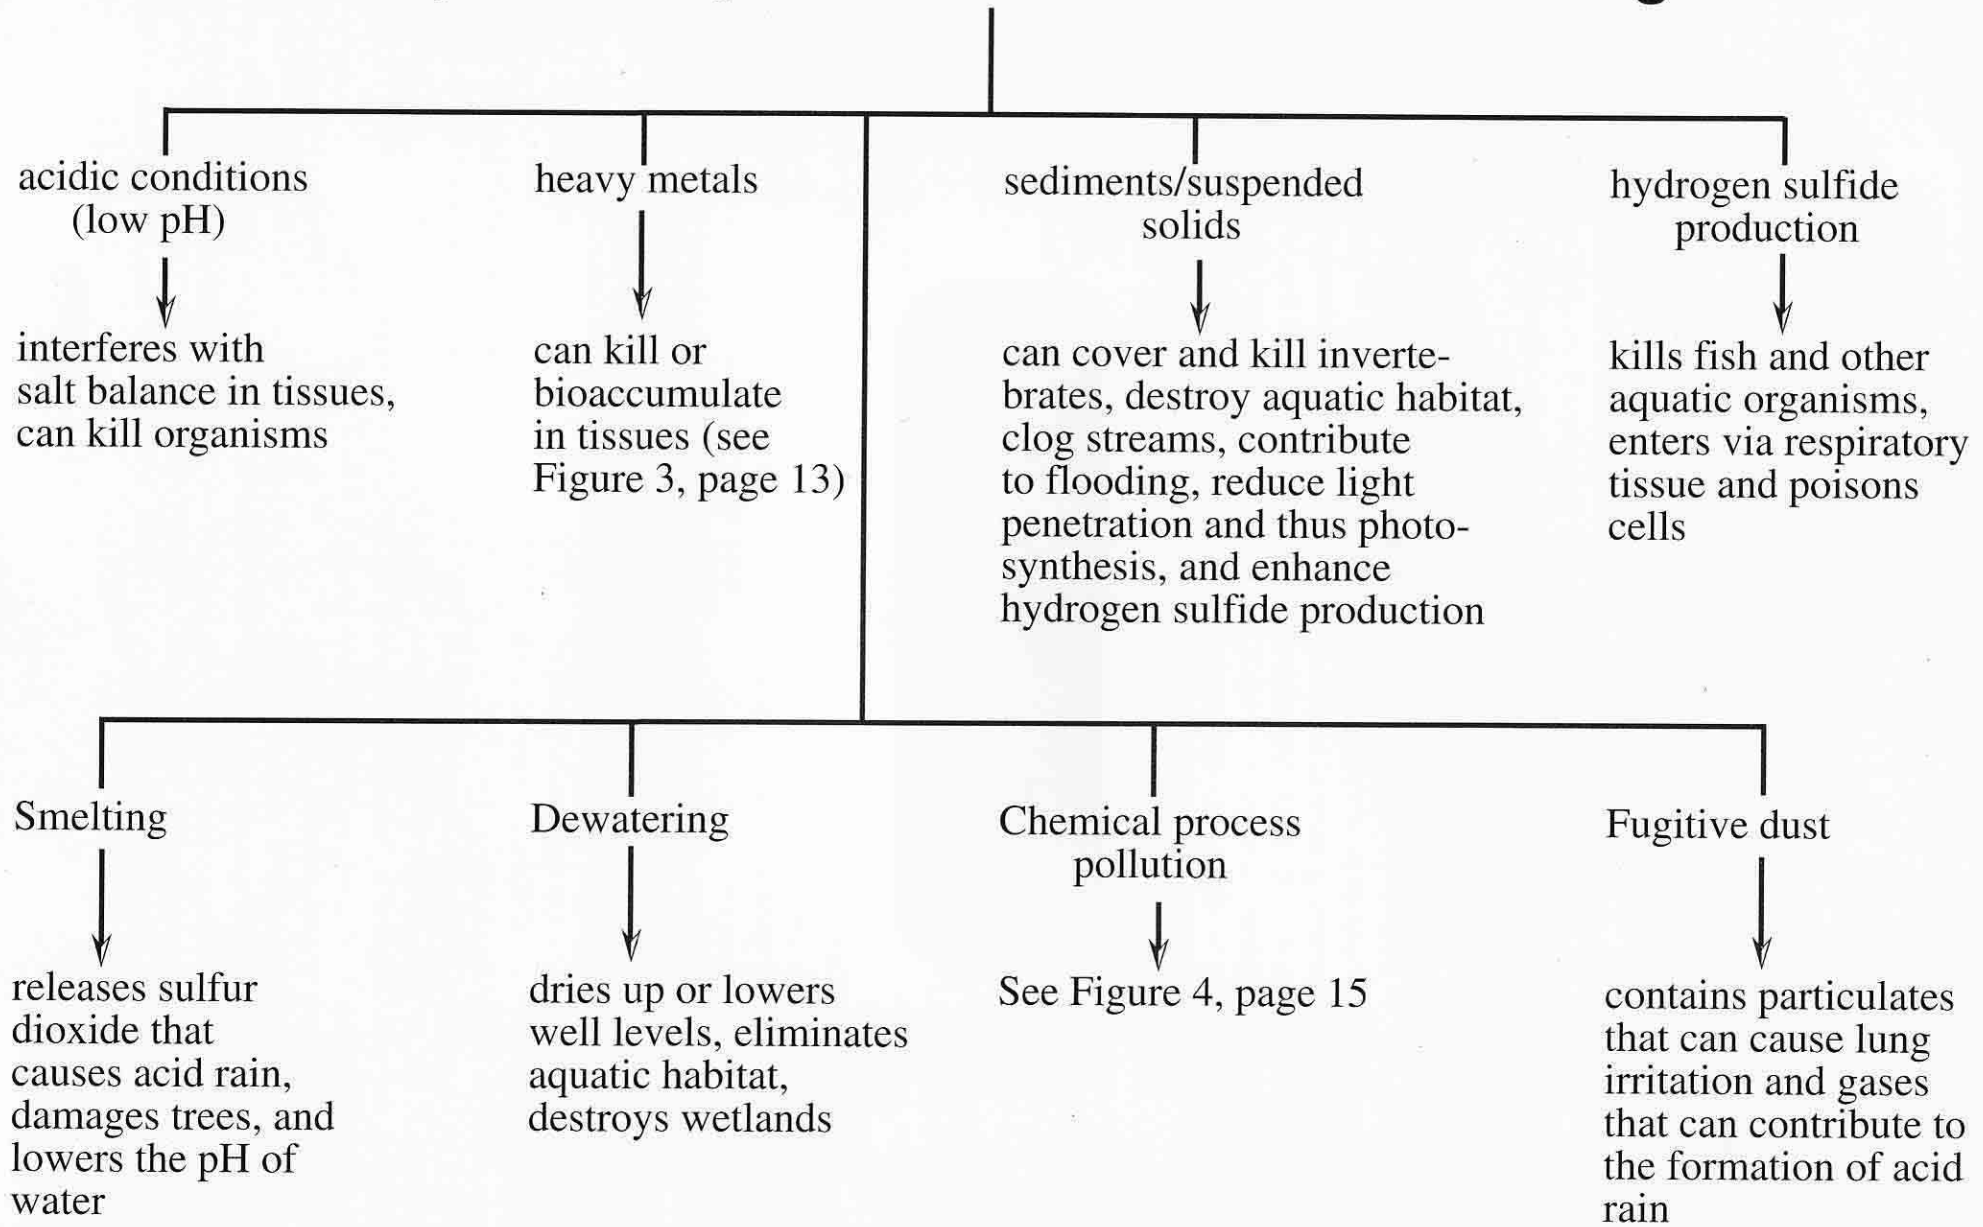 acidic conditions
(low pH)
interferes with
salt balance in tissues,
can kill organisms
heavy metals
can kill or
bioaccumulate
in tissues (see
Figure 3, page 13)
sediments/suspended
solids
can cover and kill inverte-
brates, destroy aquatic habitat,
clog streams, contribute
to flooding, reduce light
penetration and thus photo-
synthesis, and enhance
hydrogen sulfide production
hydrogen sulfide
production
kills fish and other
aquatic organisms,
enters via respiratory
tissue and poisons
cells
Smelting
releases sulfur
dioxide that
causes acid rain,
damages trees, and
lowers the pH of
water
Dewatering
dries up or lowers
well levels, eliminates
aquatic habitat,
destroys wetlands
Chemical process
pollution
See Figure 4, page 15
Fugitive dust
contains particulates
that can cause lung
irritation and gases
that can contribute to
the formation of acid
rain